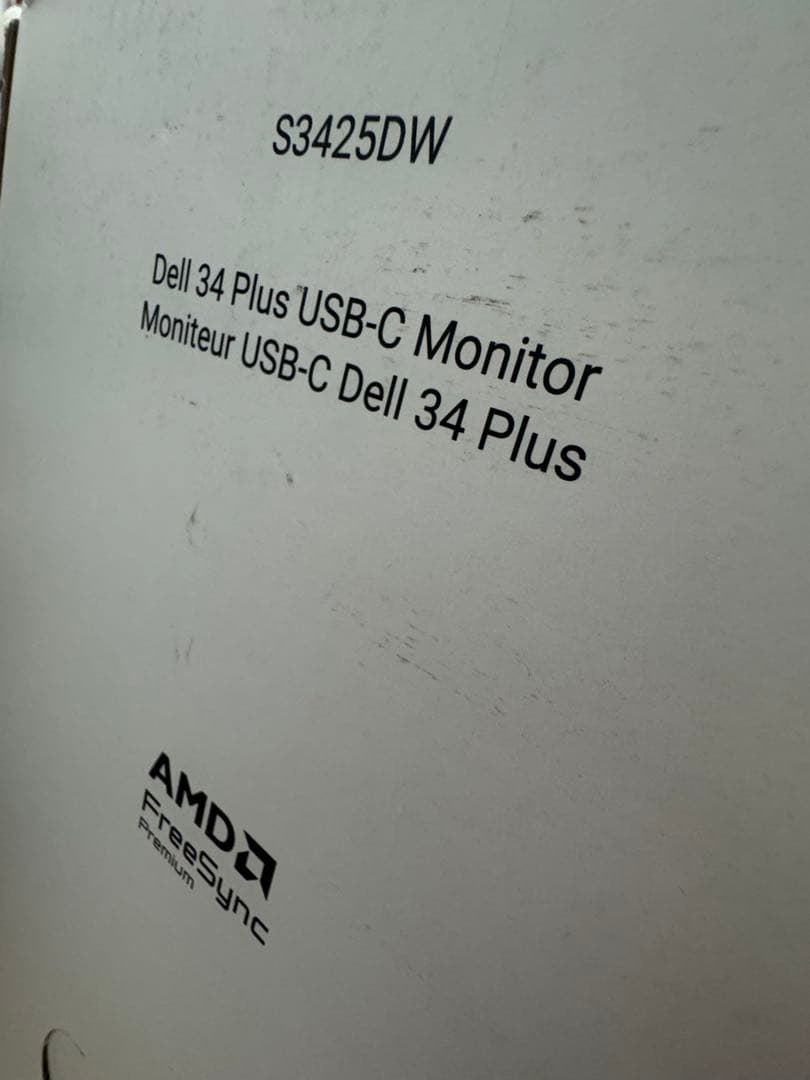 S3425DW
Dell 34 Plus USB-C Monitor
Moniteur USB-C Dell 34 Plus
AMD
FreeSync
Premium